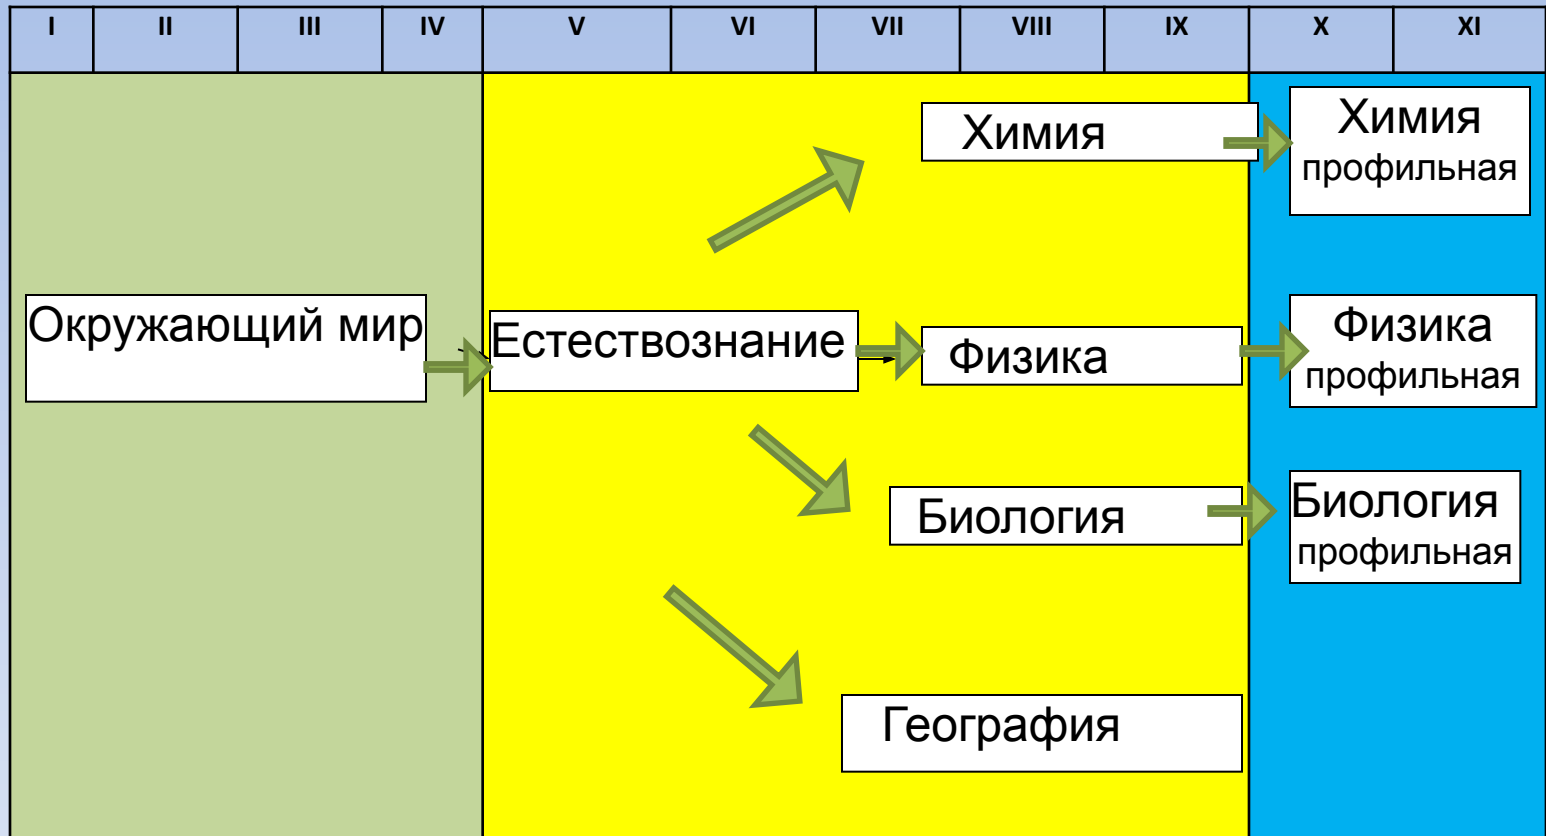 I II III IV V VI VII VIII IX X XI
Химия
Химия
профильная
Окружающий мир
Естествознание
Физика
Физика
профильная
Биология
Биология
профильная
География